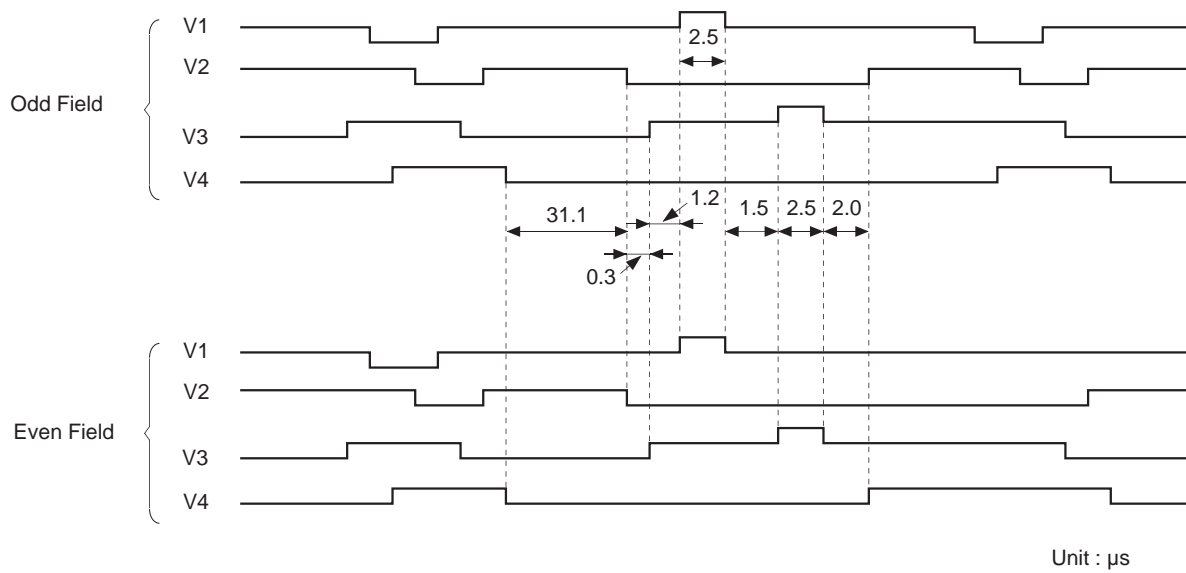 V1
2.5
V2
Odd Field
V3
V4
1.2
31.1
1.5
2.5
2.0
0.3
V1
V2
Even Field
V3
V4
Unit : μs